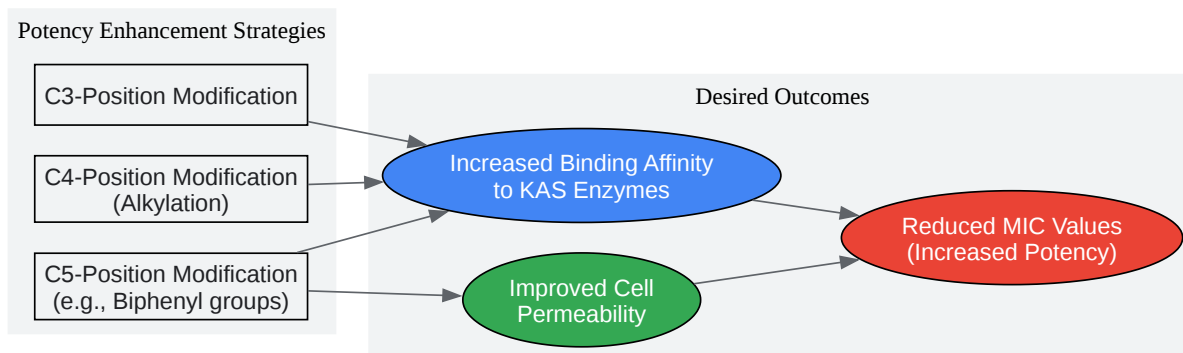 Potency Enhancement Strategies
C3-Position Modification
C4-Position Modification
(Alkylation)
C5-Position Modification
(e.g., Biphenyl groups)
Desired Outcomes
Increased Binding Affinity
to KAS Enzymes
Improved Cell
Permeability
Reduced MIC Values
(Increased Potency)